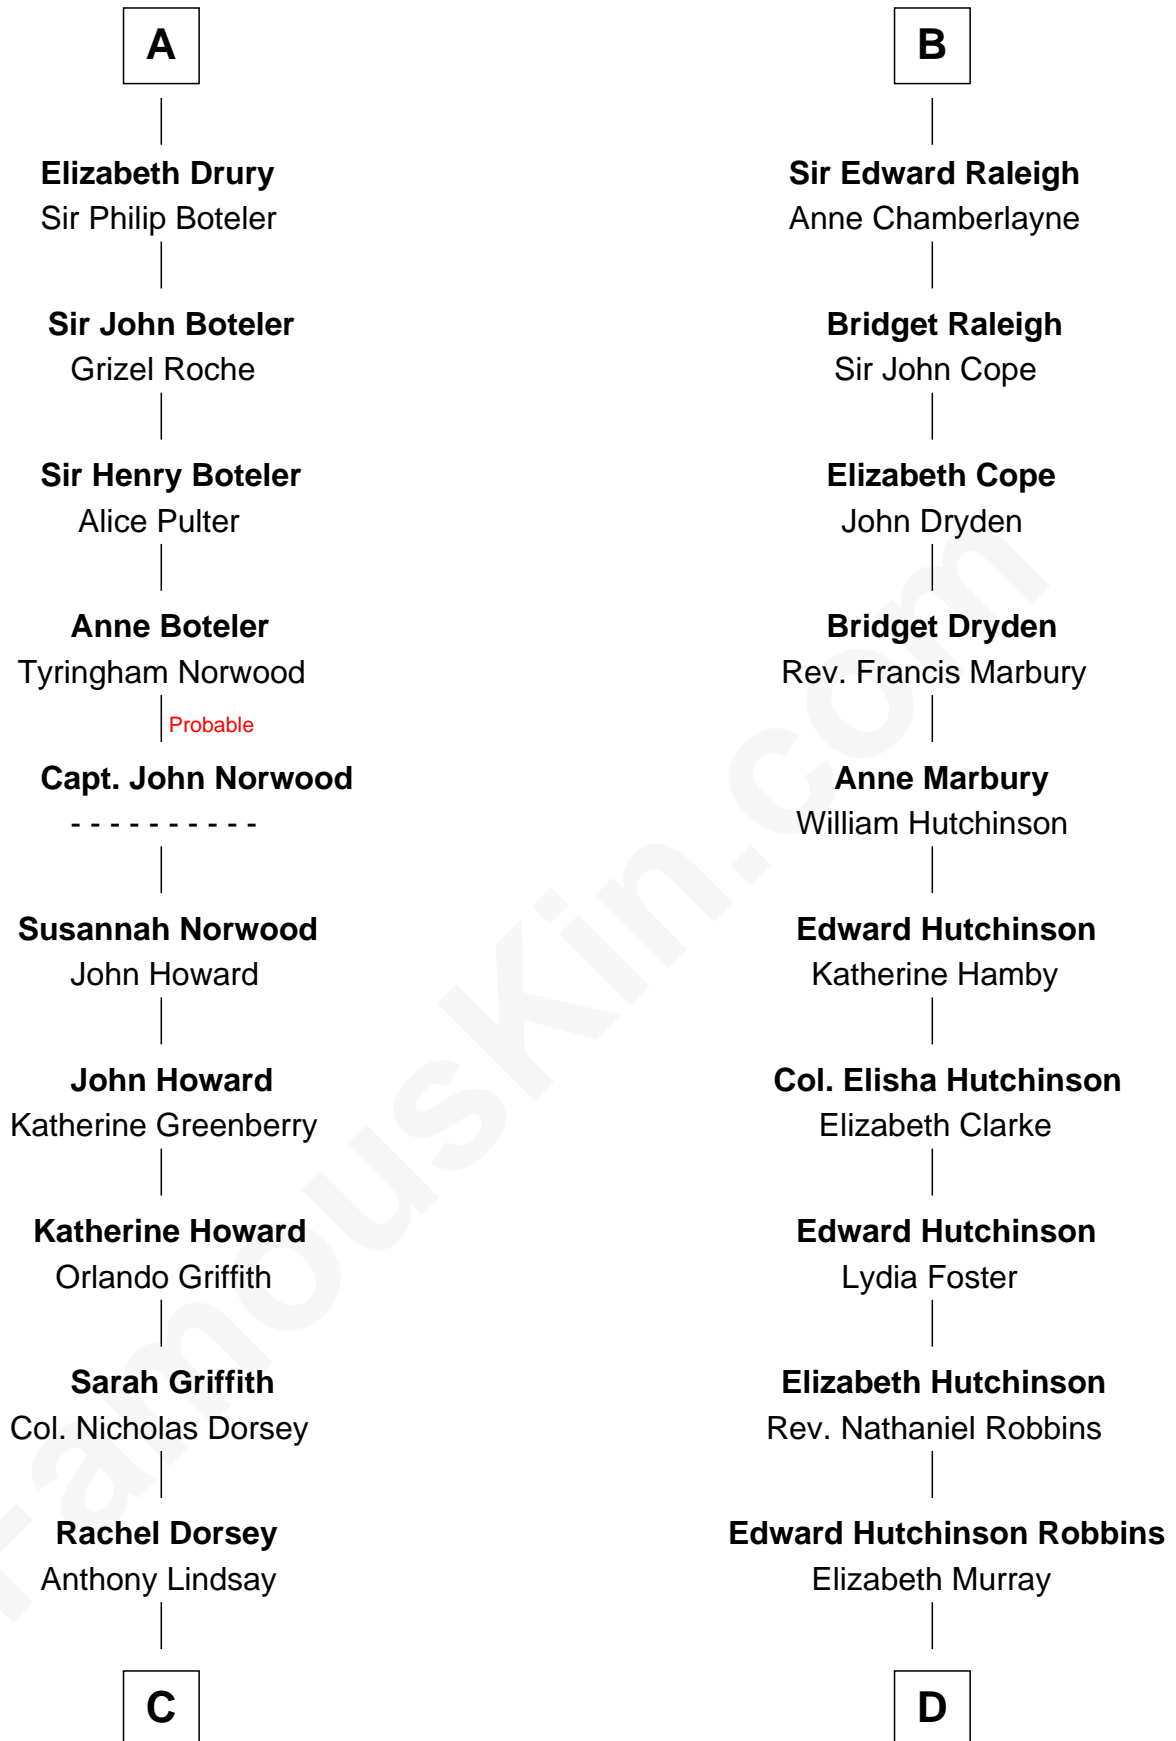 A
Elizabeth Drury
Sir Philip Boteler
Sir John Boteler
Grizel Roche
Sir Henry Boteler
Alice Pulter
Anne Boteler
Tyringham Norwood
Probable
Capt. John Norwood
- - - - - - - - - -
Susannah Norwood
John Howard
John Howard
Katherine Greenberry
Katherine Howard
Orlando Griffith
Sarah Griffith
Col. Nicholas Dorsey
Rachel Dorsey
Anthony Lindsay
C
B
Sir Edward Raleigh
Anne Chamberlayne
Bridget Raleigh
Sir John Cope
Elizabeth Cope
John Dryden
Bridget Dryden
Rev. Francis Marbury
Anne Marbury
William Hutchinson
Edward Hutchinson
Katherine Hamby
Col. Elisha Hutchinson
Elizabeth Clarke
Edward Hutchinson
Lydia Foster
Elizabeth Hutchinson
Rev. Nathaniel Robbins
Edward Hutchinson Robbins
Elizabeth Murray
D
FamousKin.com